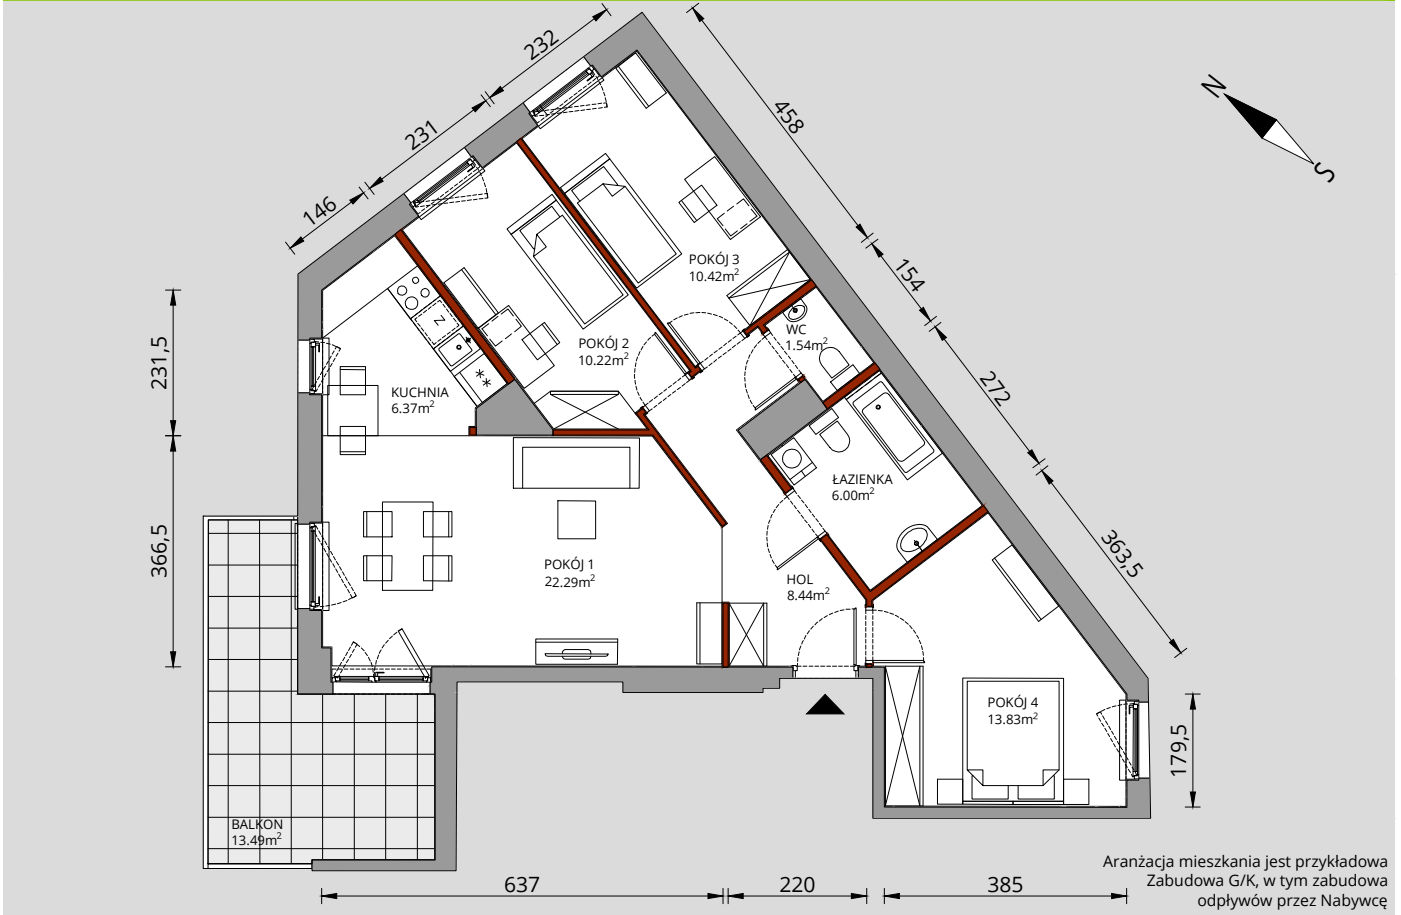 232
231
146
458
154
272
363,5
N
S
POKÓJ 3
10.42m²
WC
1.54m²
POKÓJ 2
10.22m²
Z
**
KUCHNIA
6.37m²
231,5
366,5
ŁAZIENKA
6.00m²
POKÓJ 1
22.29m²
HOL
8.44m²
POKÓJ 4
13.83m²
179,5
BALKON
13.49m²
637
220
385
Aranżacja mieszkania jest przykładowa
Zabudowa G/K, w tym zabudowa
odpływów przez Nabywcę